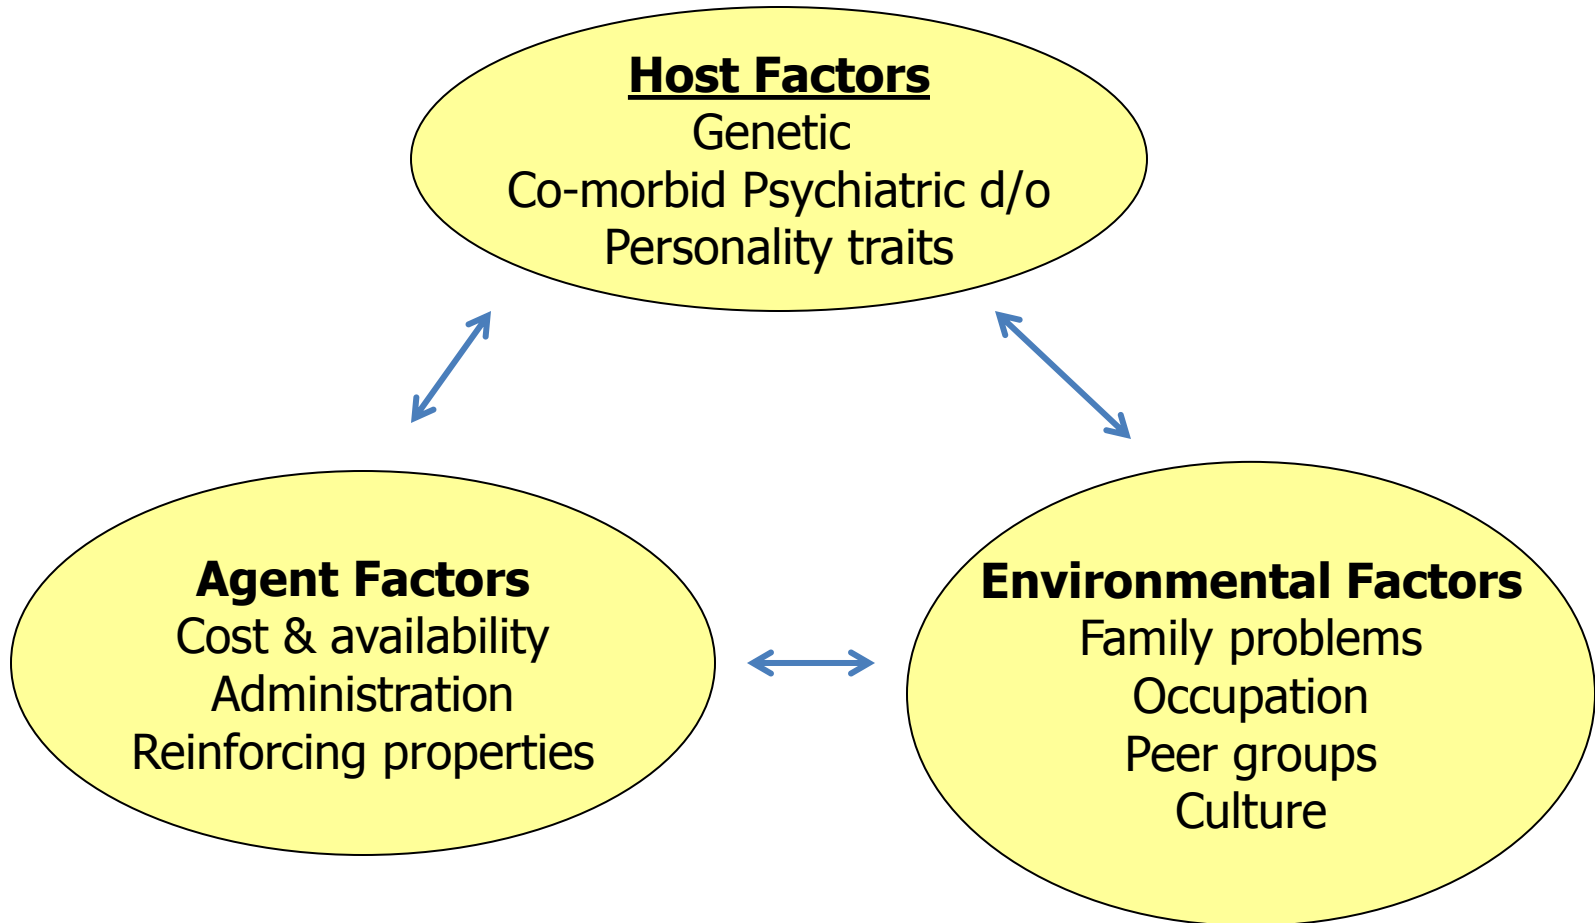 Host Factors
Genetic
Co-morbid Psychiatric d/o
Personality traits
Agent Factors
Cost & availability
Administration
Reinforcing properties
Environmental Factors
Family problems
Occupation
Peer groups
Culture